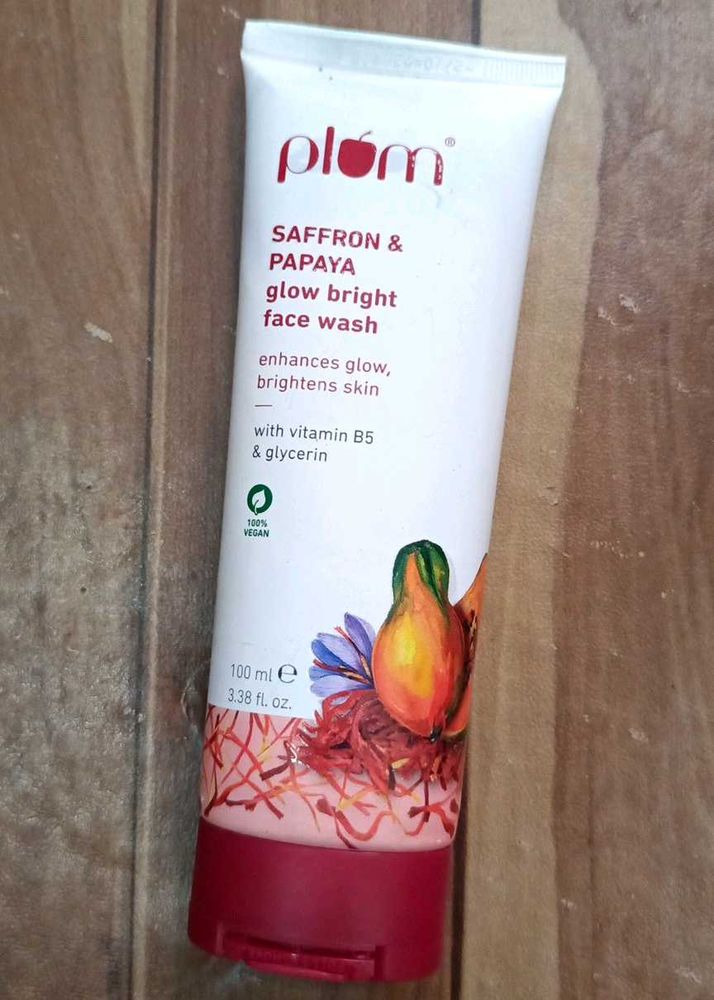 plum®
SAFFRON &
PAPAYA
glow bright
face wash
enhances glow,
brightens skin
with vitamin B5
& glycerin
100%
VEGAN
100 ml ℮
3.38 fl. oz.